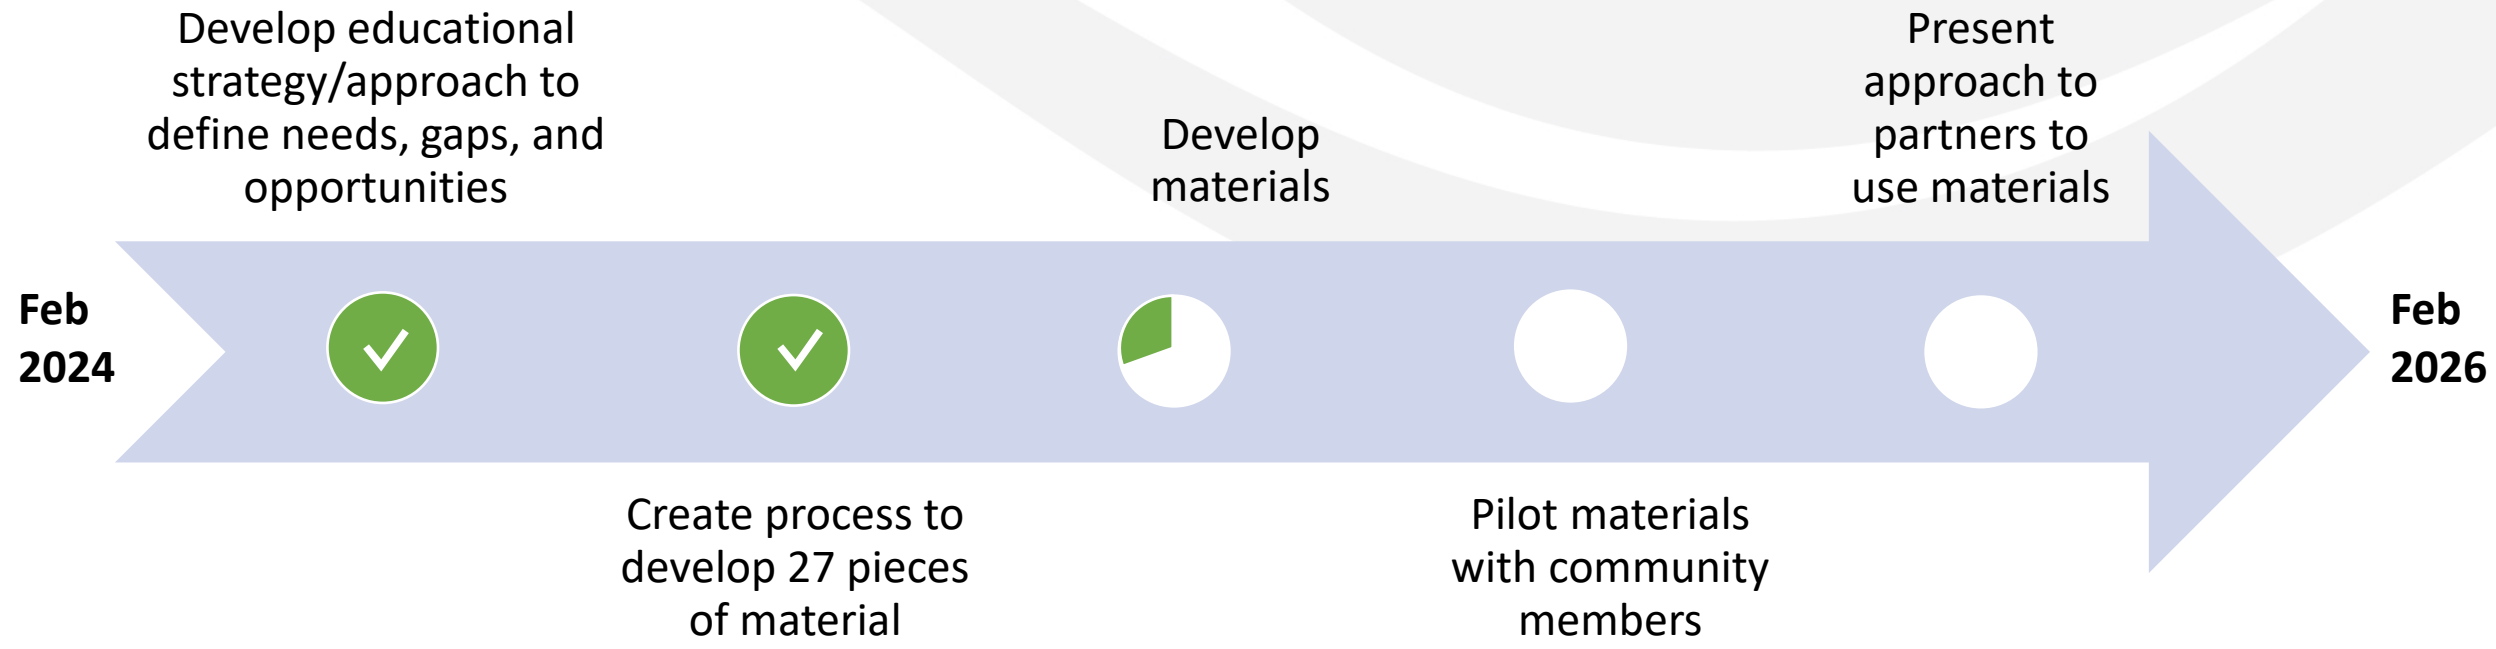 Develop educational
strategy/approach to
define needs, gaps, and
opportunities
Develop
materials
Present
approach to
partners to
use materials
Feb
2024
Feb
2026
Create process to
develop 27 pieces
of material
Pilot materials
with community
members